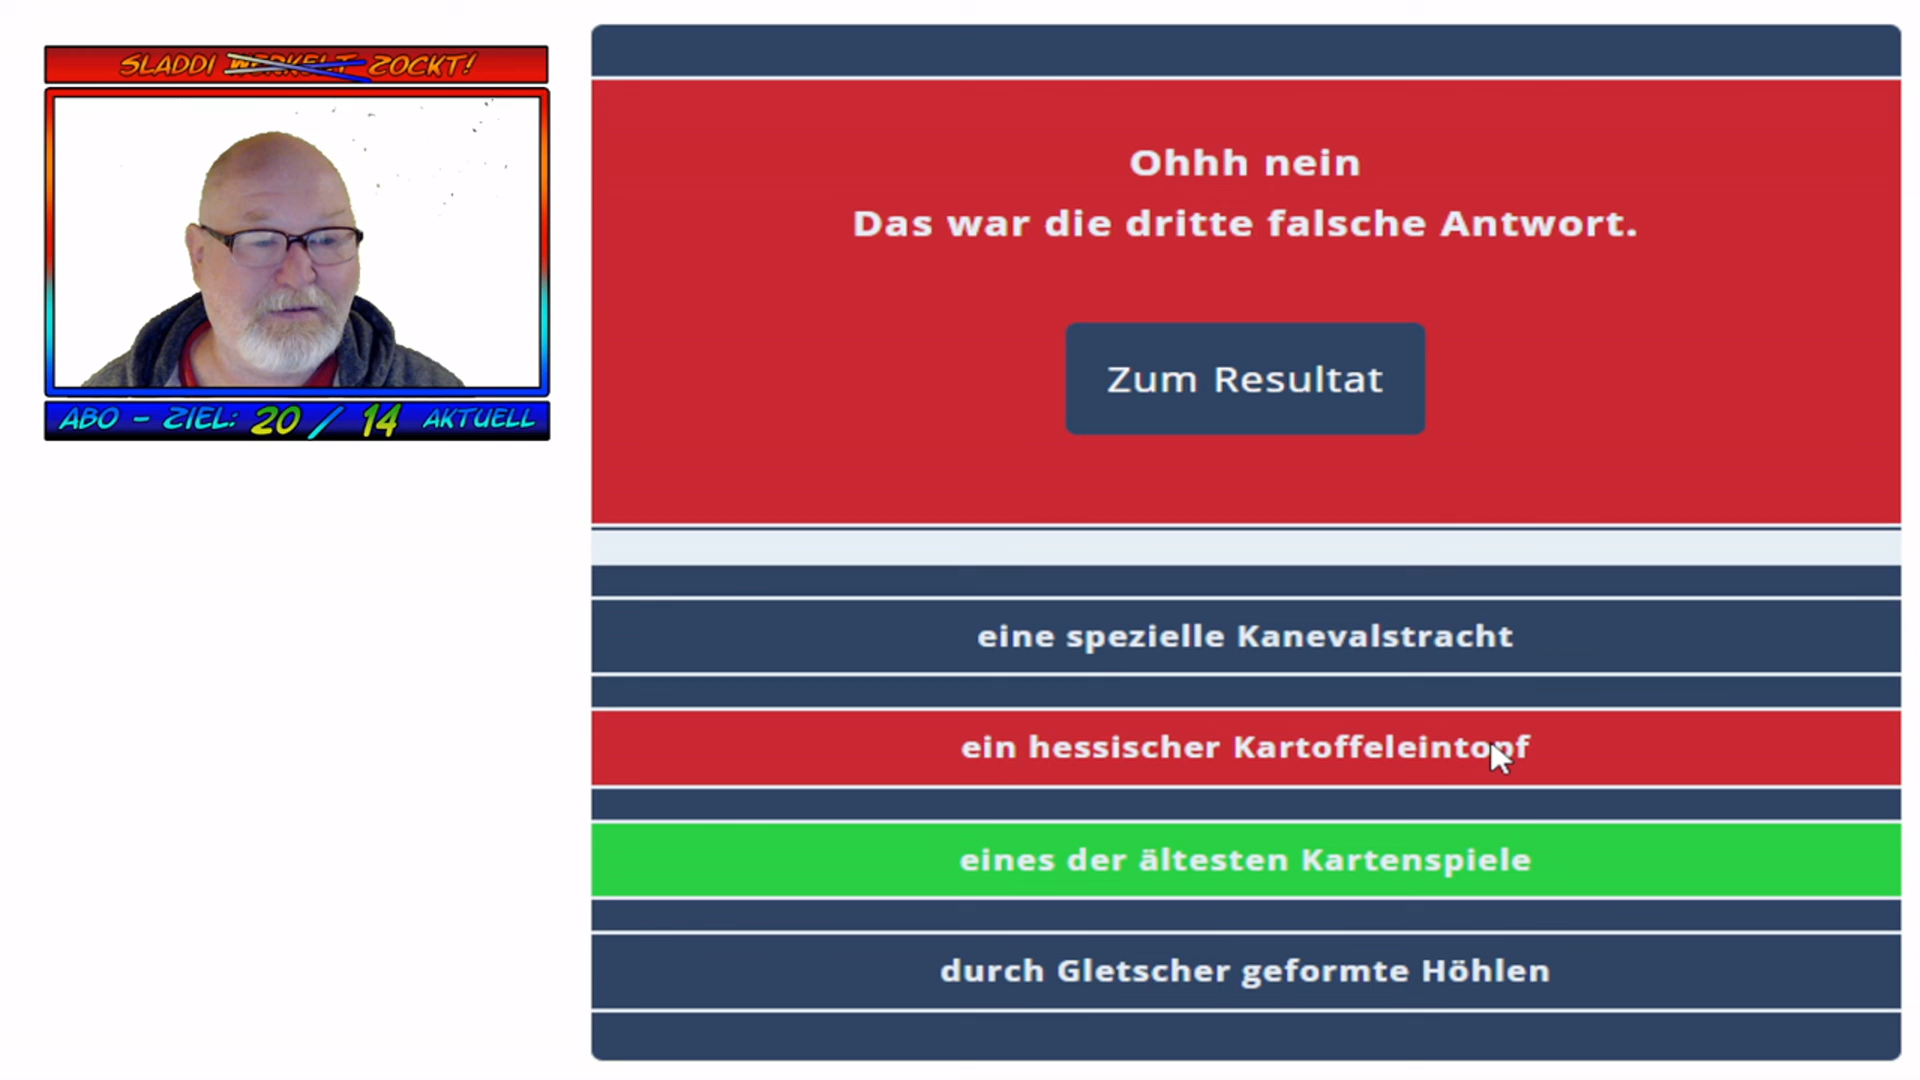 SLADDI WERKELT ZOCKT!
ABO - ZIEL: 20 / 14 AKTUELL
Ohhh nein
Das war die dritte falsche Antwort.
Zum Resultat
eine spezielle Kanevalstracht
ein hessischer Kartoffeleintopf
eines der ältesten Kartenspiele
durch Gletscher geformte Höhlen